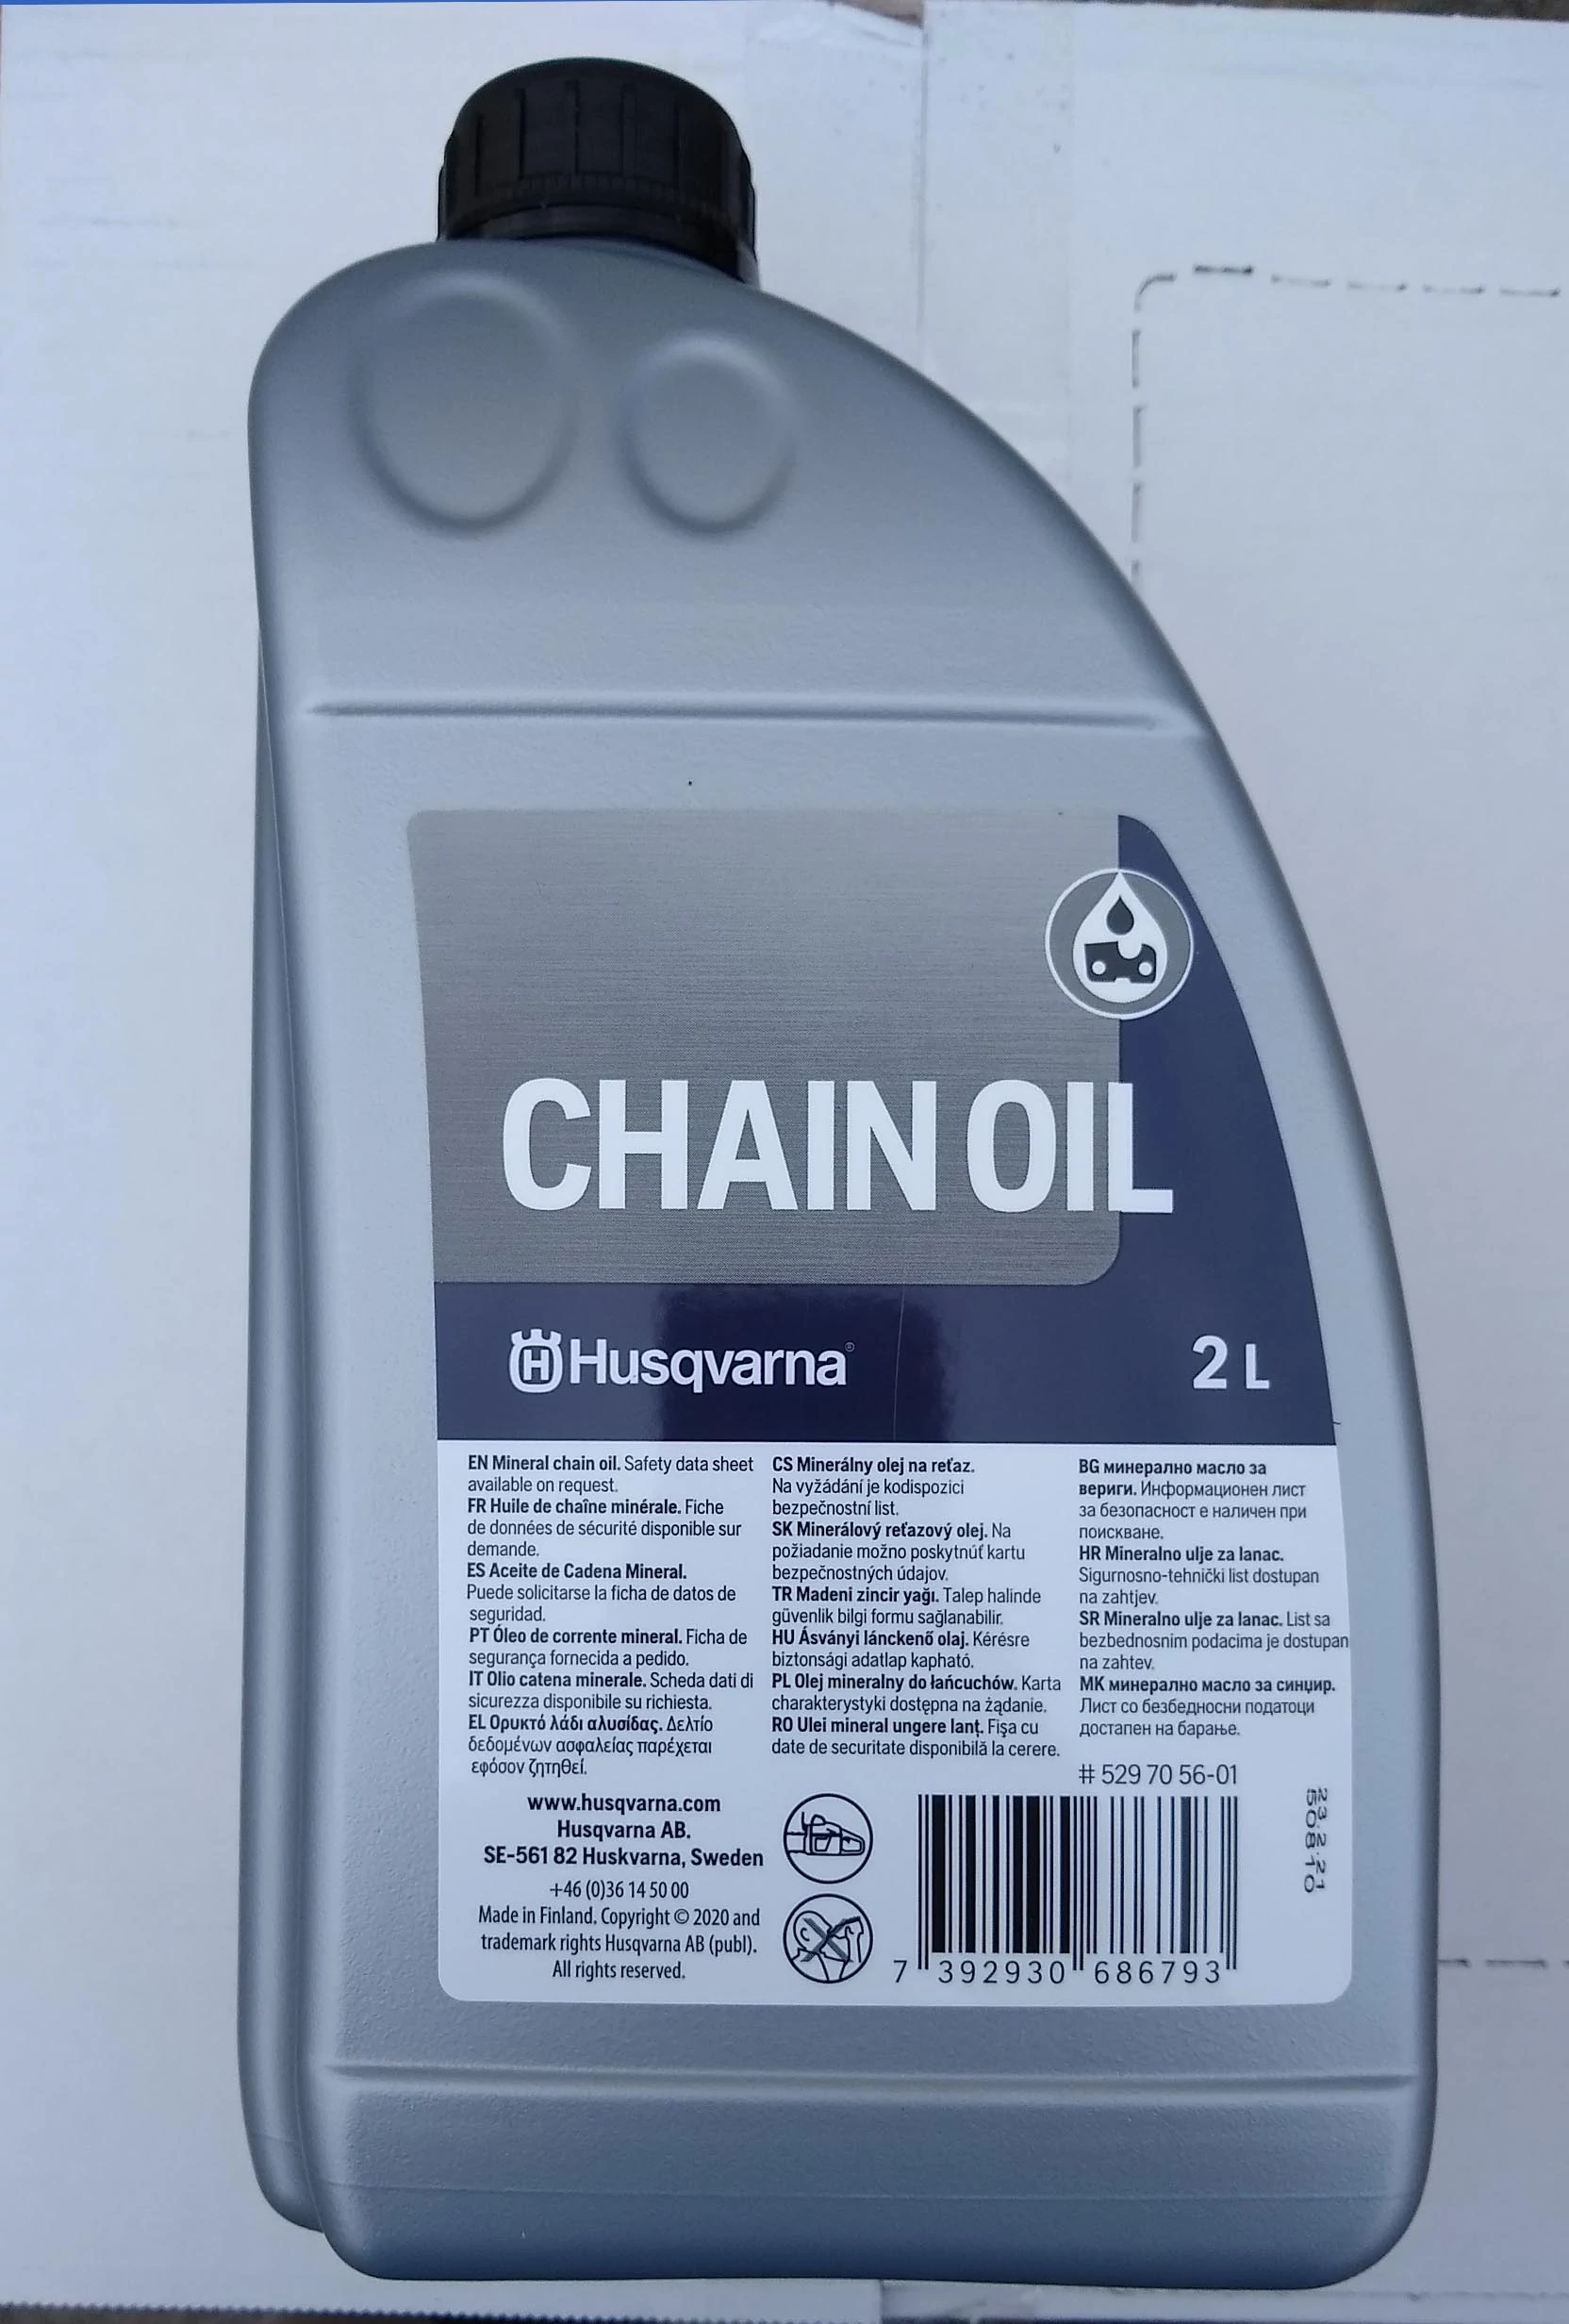 CHAIN OIL
Husqvarna®
2 L
EN Mineral chain oil. Safety data sheet
available on request.
FR Huile de chaîne minérale. Fiche
de données de sécurité disponible sur
demande.
ES Aceite de Cadena Mineral.
Puede solicitarse la ficha de datos de
seguridad.
PT Óleo de corrente mineral. Ficha de
segurança fornecida a pedido.
IT Olio catena minerale. Scheda dati di
sicurezza disponibile su richiesta.
EL Ορυκτό λάδι αλυσίδας. Δελτίο
δεδομένων ασφαλείας παρέχεται
εφόσον ζητηθεί.
CS Minerálny olej na reťaz.
Na vyžádání je kodispozici
bezpečnostní list.
SK Minerálový reťazový olej. Na
požiadanie možno poskytnúť kartu
bezpečnostných údajov.
TR Madeni zincir yağı. Talep halinde
güvenlik bilgi formu sağlanabilir.
HU Ásványi lánckenő olaj. Kérésre
biztonsági adatlap kapható.
PL Olej mineralny do łańcuchów. Karta
charakterystyki dostępna na żądanie.
RO Ulei mineral ungere lanţ. Fişa cu
date de securitate disponibilă la cerere.
BG минерално масло за
вериги. Информационен лист
за безопасност е наличен при
поискване.
HR Mineralno ulje za lanac.
Sigurnosno-tehnički list dostupan
na zahtjev.
SR Mineralno ulje za lanac. List sa
bezbednosnim podacima je dostupan
na zahtev.
MK минерално масло за синџир.
Лист со безбедносни податоци
достапен на барање.
# 529 70 56-01
www.husqvarna.com
Husqvarna AB.
SE-561 82 Huskvarna, Sweden
+46 (0)36 14 50 00
Made in Finland. Copyright © 2020 and
trademark rights Husqvarna AB (publ).
All rights reserved.
7 392930 686793
23.2.21
50810